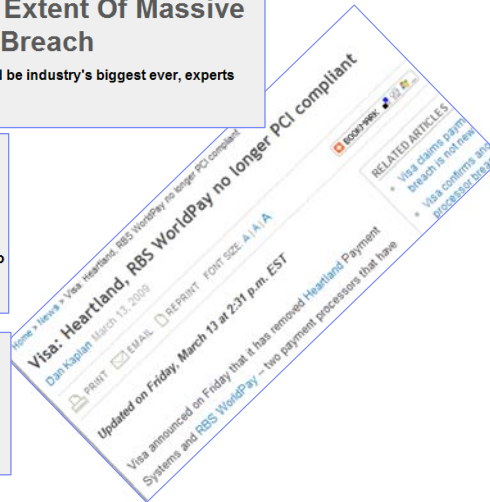 Extent Of Massive
Breach
be industry's biggest ever, experts
Home > News > Visa: Heartland, RBS WorldPay no longer PCI compliant
Visa: Heartland, RBS WorldPay no longer PCI compliant
Dan Kaplan March 13, 2009
PRINT EMAIL REPRINT FONT SIZE: A | A | A
BOOKMARK
Updated on Friday, March 13 at 2:31 p.m. EST
Visa announced on Friday that it has removed Heartland Payment
Systems and RBS WorldPay -- two payment processors that have
RELATED ARTICLES
Visa claims
breach is not new
Visa confirms
processor